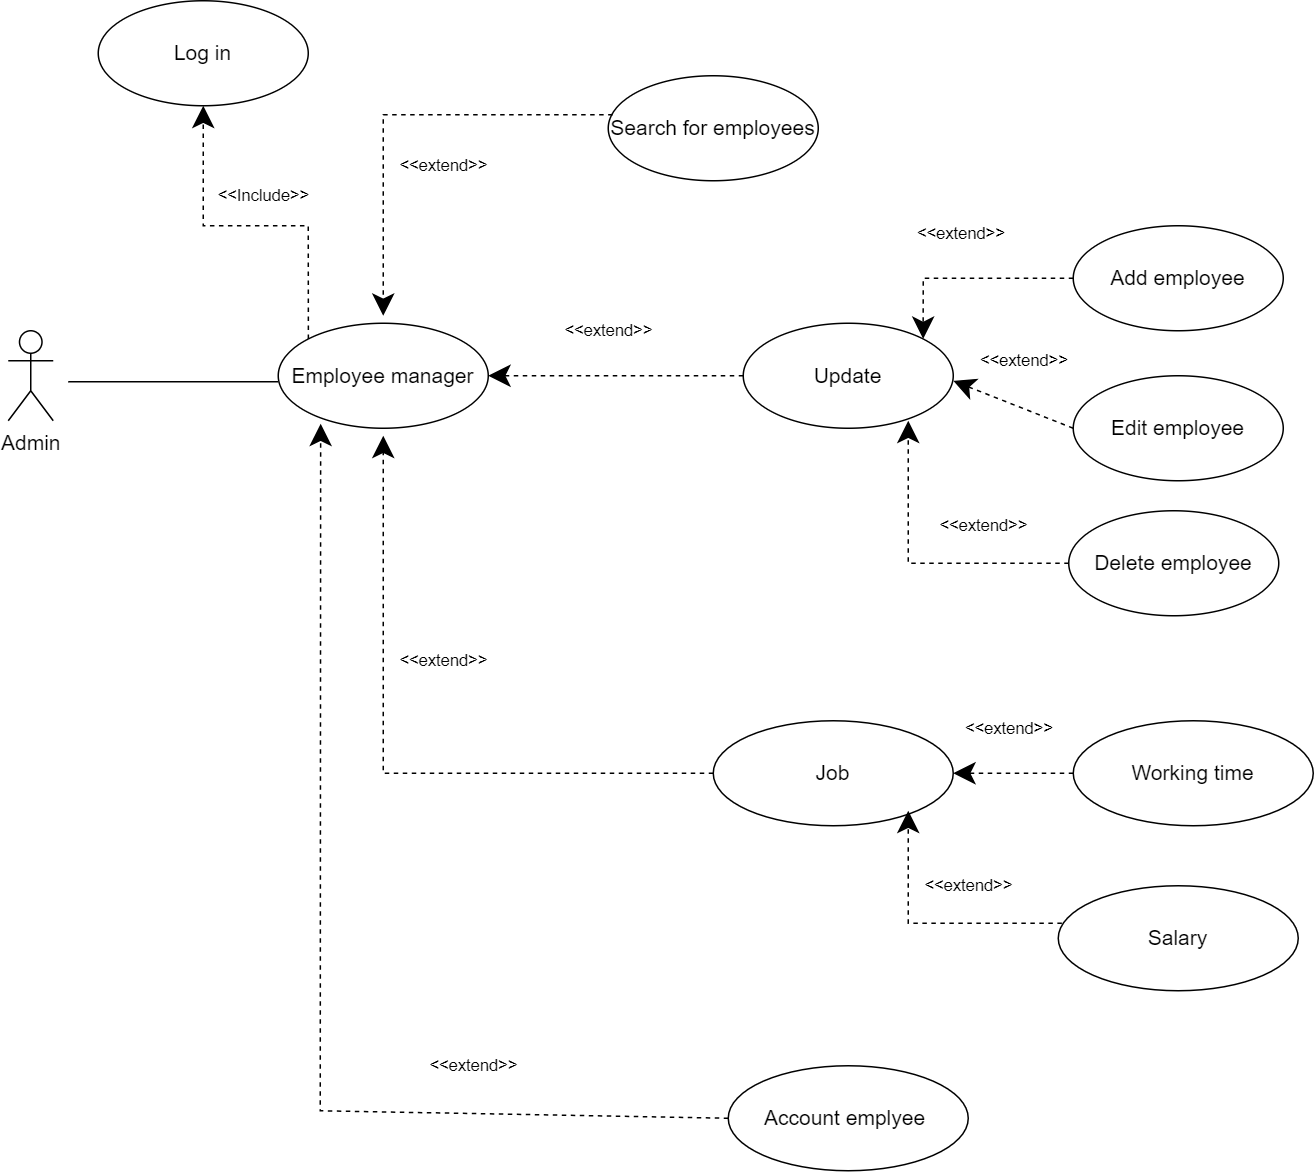 Log in
Search for employees
<<extend>>
<<Include>>
<<extend>>
Add employee
<<extend>>
<<extend>>
Employee manager
Update
Edit employee
Admin
<<extend>>
Delete employee
<<extend>>
<<extend>>
Job
Working time
<<extend>>
Salary
<<extend>>
Account emplyee